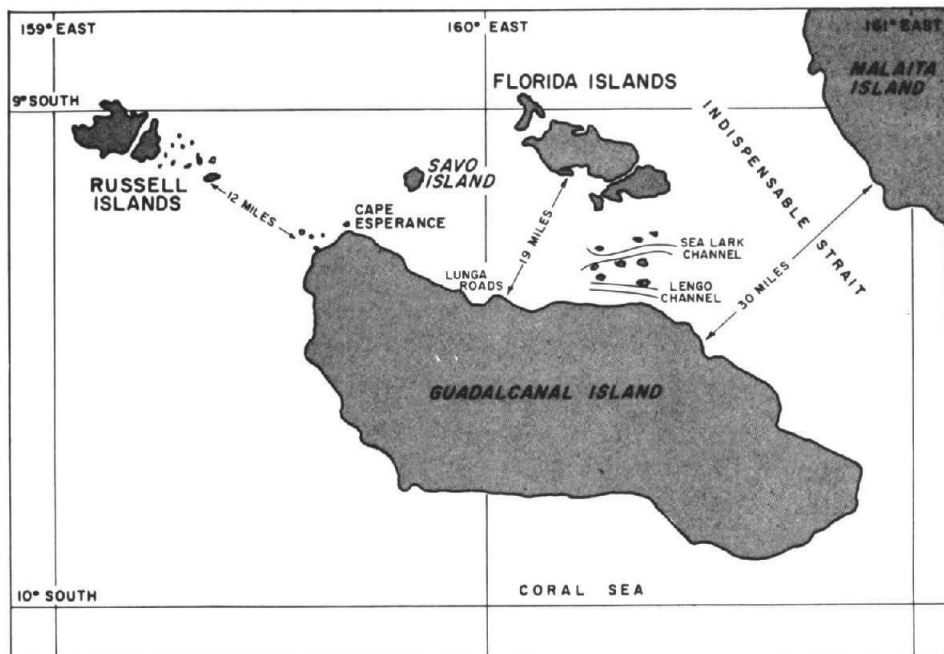 159° EAST
160° EAST
161° EAST
MALAITA
ISLAND
FLORIDA ISLANDS
9° SOUTH
INDISPENSABLE STRAIT
SAVO
ISLAND
RUSSELL
ISLANDS
12 MILES
CAPE
ESPERANCE
19 MILES
SEA LARK
CHANNEL
LUNGA
ROADS
LENGO
CHANNEL
30 MILES
GUADALCANAL ISLAND
10° SOUTH
CORAL SEA